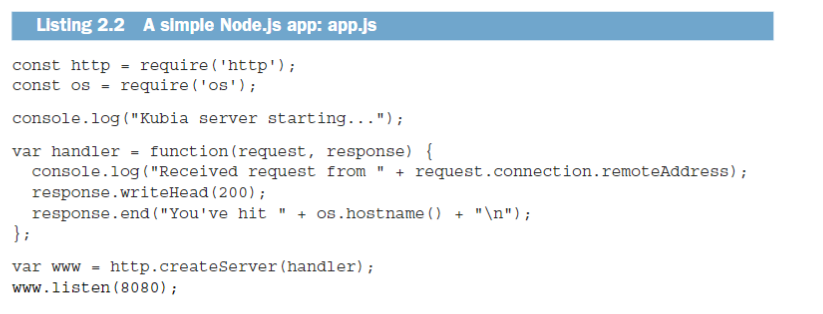 Listing 2.2 A simple Node.js app: app.js
const http = require('http');
const os = require('os');
console.log("Kubia server starting...");
var handler = function(request, response) {
  console.log("Received request from " + request.connection.remoteAddress);
  response.writeHead(200);
  response.end("You've hit " + os.hostname() + "\n");
};
var www = http.createServer(handler);
www.listen(8080);